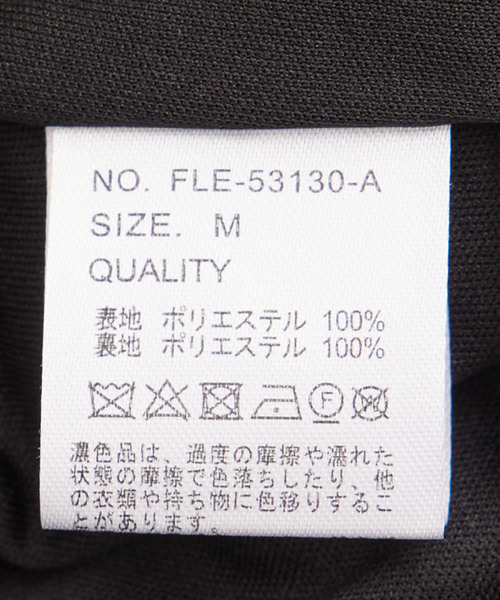 NO. FLE-53130-A
SIZE. M
QUALITY
表地 ポリエステル 100%
裏地 ポリエステル 100%
濃色品は、過度の摩擦や濡れた
状態の摩擦で色落ちしたり、他
の衣類や持ち物に色移りするこ
とがあります。